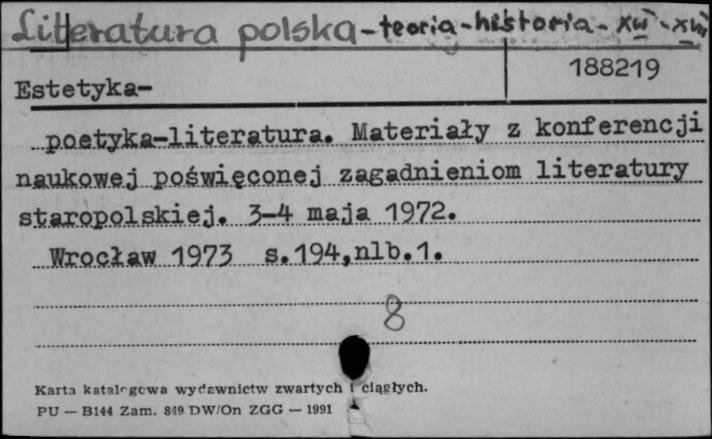 Literatura polska-teoria-historia-XVI-XVIII
188219
Estetyka-
poetyka-literatura. Materiały z konferencji
naukowej poświęconej zagadnieniom literatury
staropolskiej. 3-4 maja 1972.
Wrocław 1973 s.194,nlb.1.
8
Karta katalogowa wydawnictw zwartych i ciągłych.
PU — B144 Zam. 849 DW/On ZGG — 1991